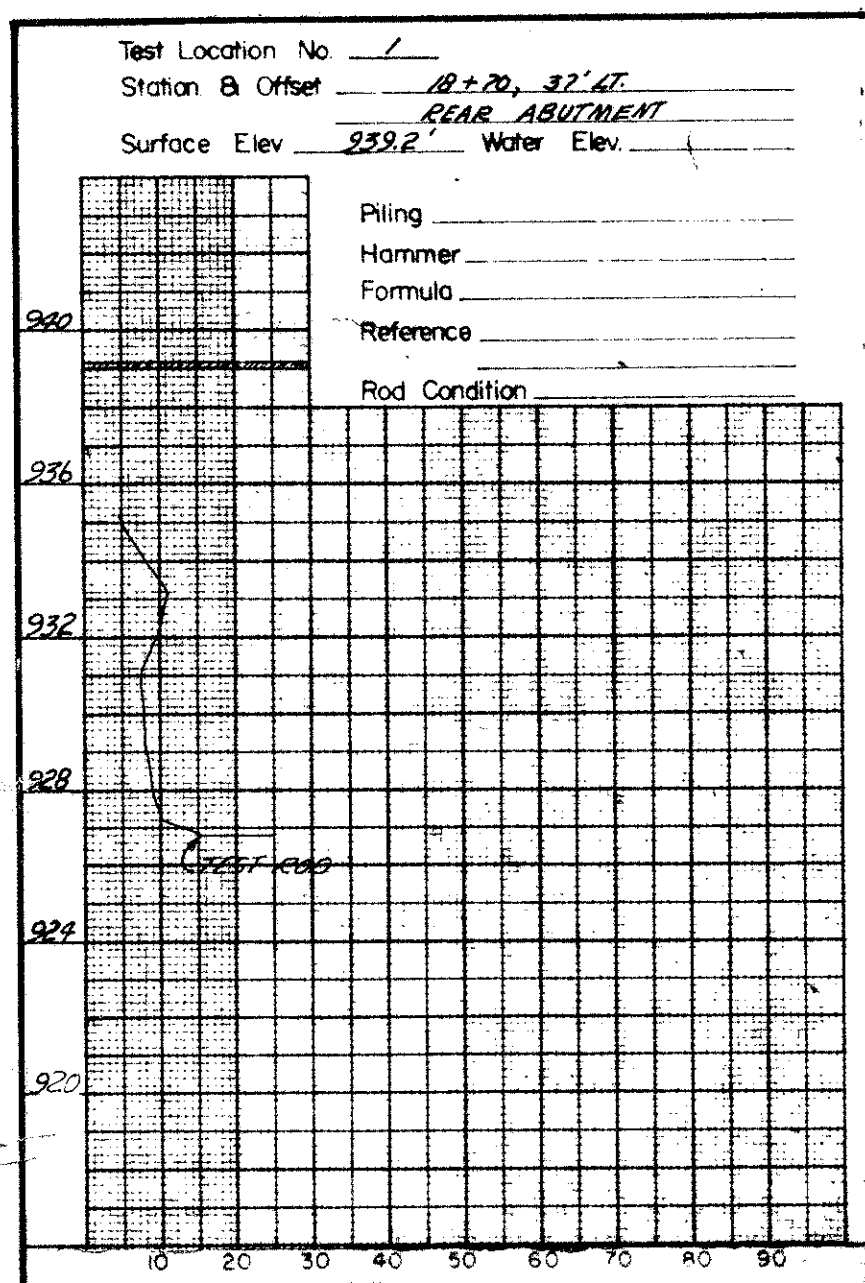 Test Location No. 1
Station & Offset 18+70, 37' LT.
REAR ABUTMENT
Surface Elev 939.2' Water Elev.
Piling
Hammer
Formula
Reference
Rod Condition
940
936
932
928
TEST ROD
924
920
10 20 30 40 50 60 70 80 90